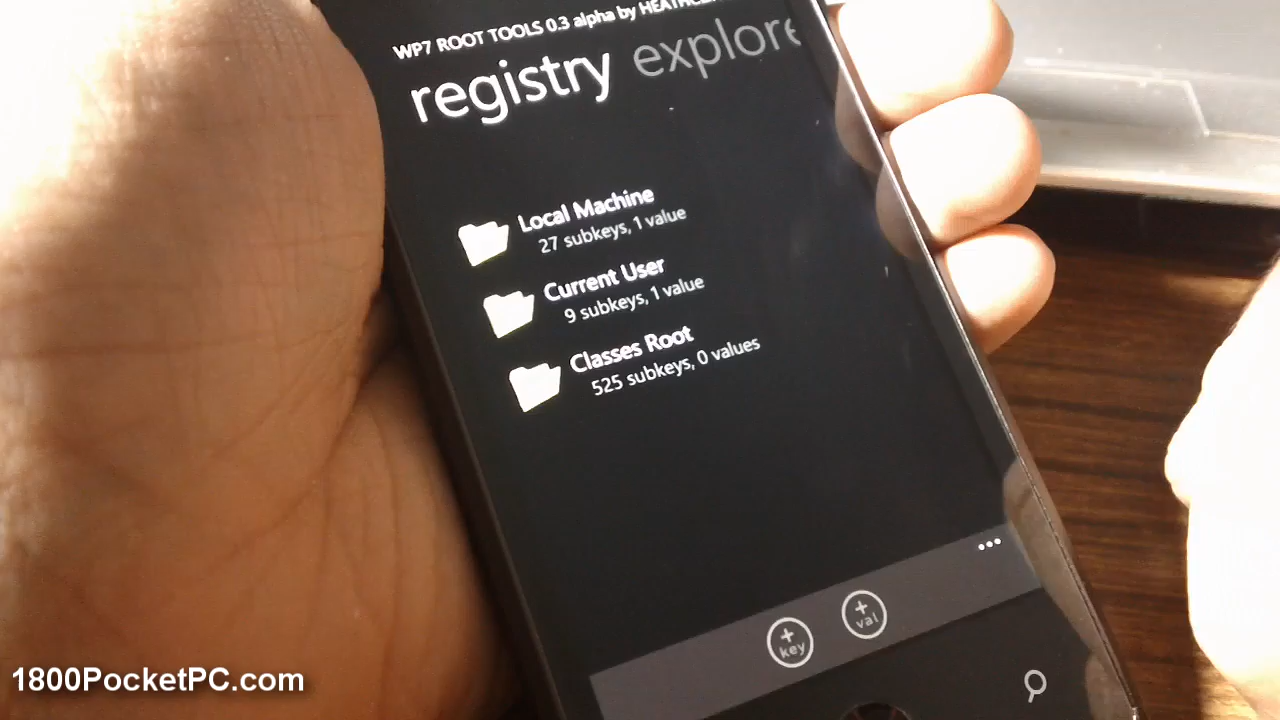 WP7 ROOT TOOLS 0.3 alpha by
registry explore
Local Machine
27 subkeys, 1 value
Current User
9 subkeys, 1 value
Classes Root
525 subkeys, 0 values
+ key
+ val
1800PocketPC.com